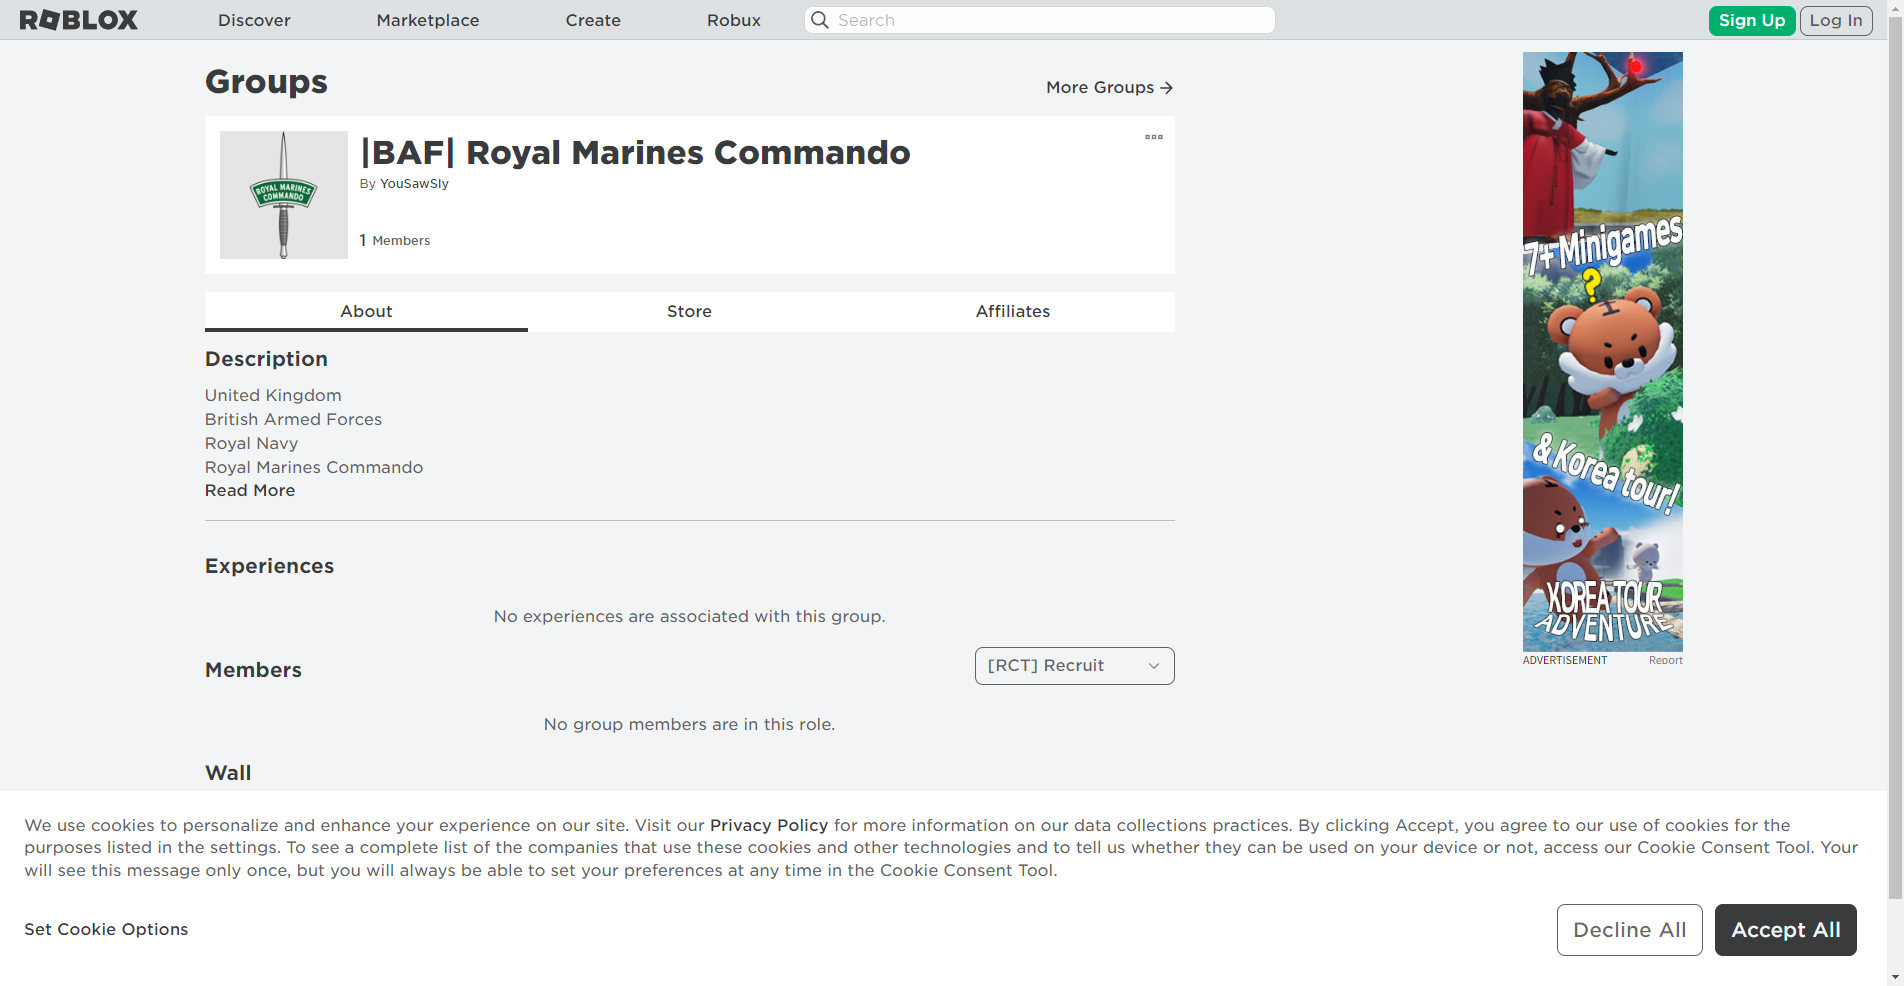 ROBLOX
Discover
Marketplace
Create
Robux
Search
Sign Up
Log In
Groups
More Groups
ROYAL MARINES
COMMANDO
|BAF| Royal Marines Commando
By YouSawSly
1 Members
About
Store
Affiliates
Description
United Kingdom
British Armed Forces
Royal Navy
Royal Marines Commando
Read More
Experiences
No experiences are associated with this group.
Members
[RCT] Recruit
No group members are in this role.
Wall
7+ Minigames
?
& Korea tour!
KOREA TOUR
ADVENTURE
ADVERTISEMENT
Report
We use cookies to personalize and enhance your experience on our site. Visit our Privacy Policy for more information on our data collections practices. By clicking Accept, you agree to our use of cookies for the
purposes listed in the settings. To see a complete list of the companies that use these cookies and other technologies and to tell us whether they can be used on your device or not, access our Cookie Consent Tool. Your
will see this message only once, but you will always be able to set your preferences at any time in the Cookie Consent Tool.
Set Cookie Options
Decline All
Accept All